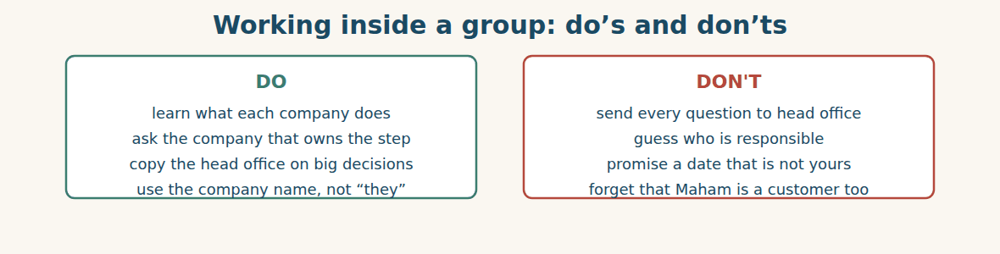 Working inside a group: do’s and don’ts
DO
learn what each company does
ask the company that owns the step
copy the head office on big decisions
use the company name, not “they”
DON'T
send every question to head office
guess who is responsible
promise a date that is not yours
forget that Maham is a customer too